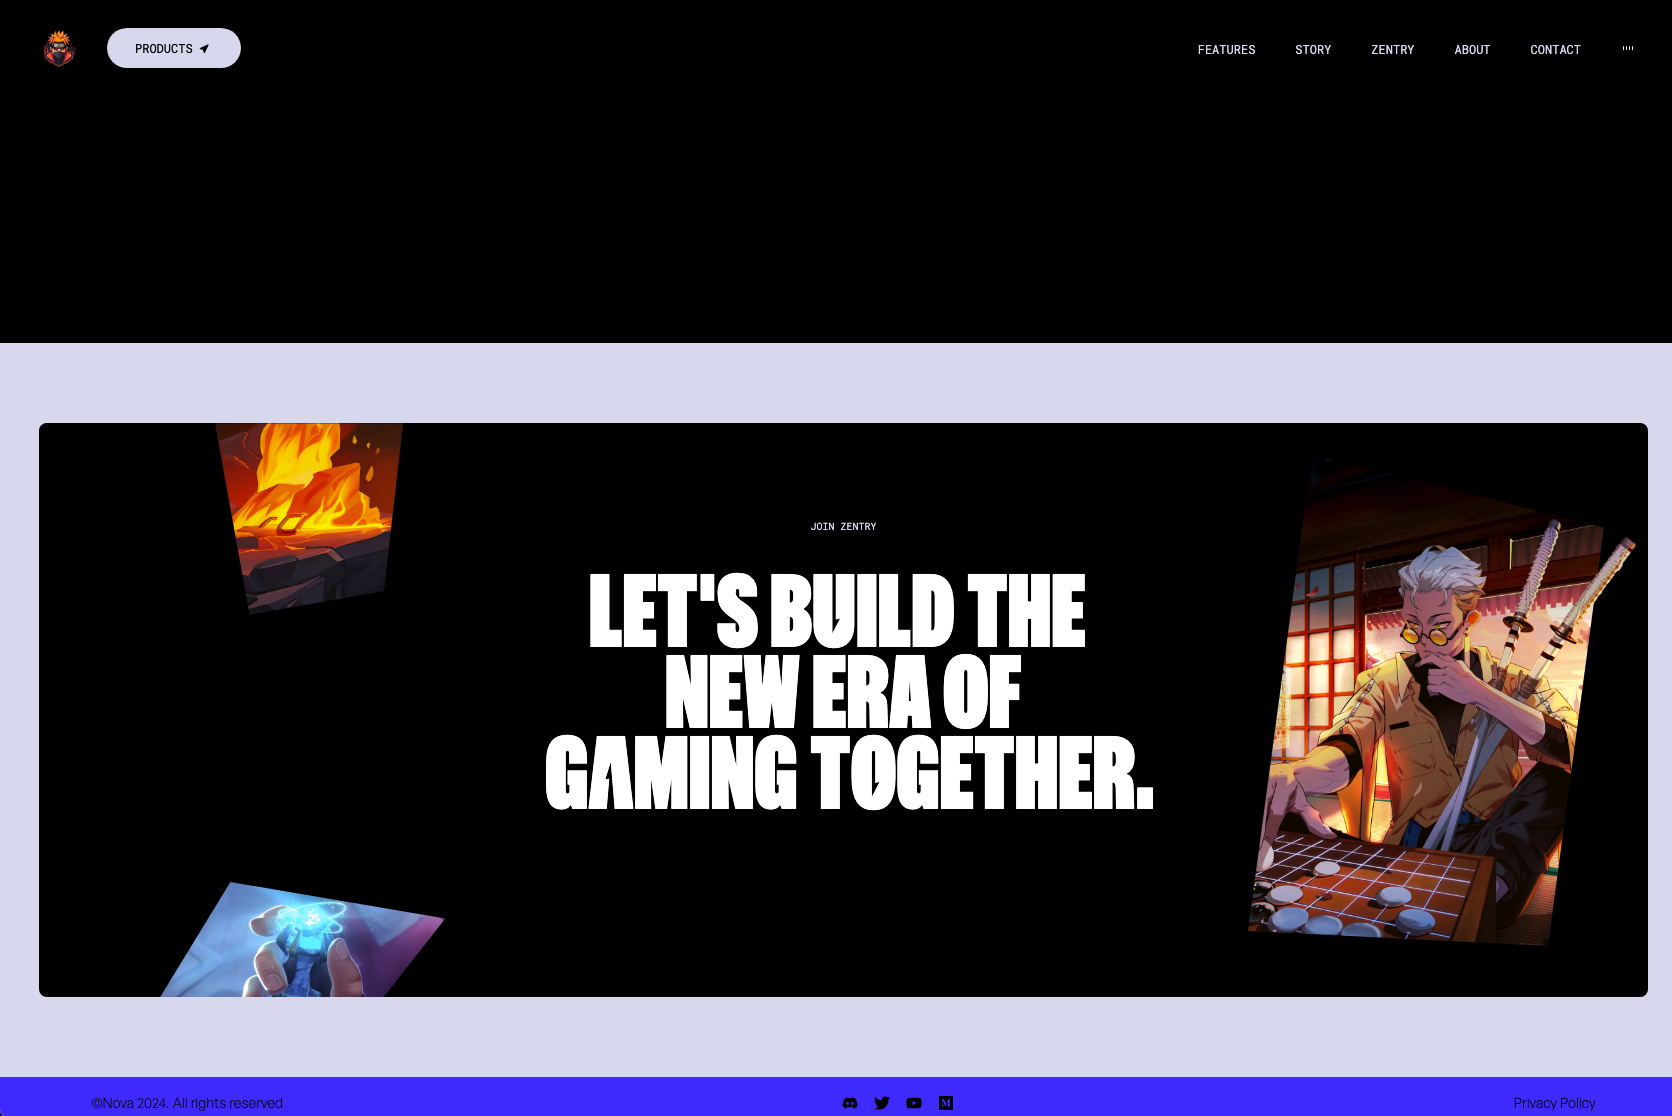 PRODUCTS
FEATURES
STORY
ZENTRY
ABOUT
CONTACT
JOIN ZENTRY
LET'S BUILD THE
NEW ERA OF
GAMING TOGETHER.
©Nova 2024. All rights reserved
Privacy Policy